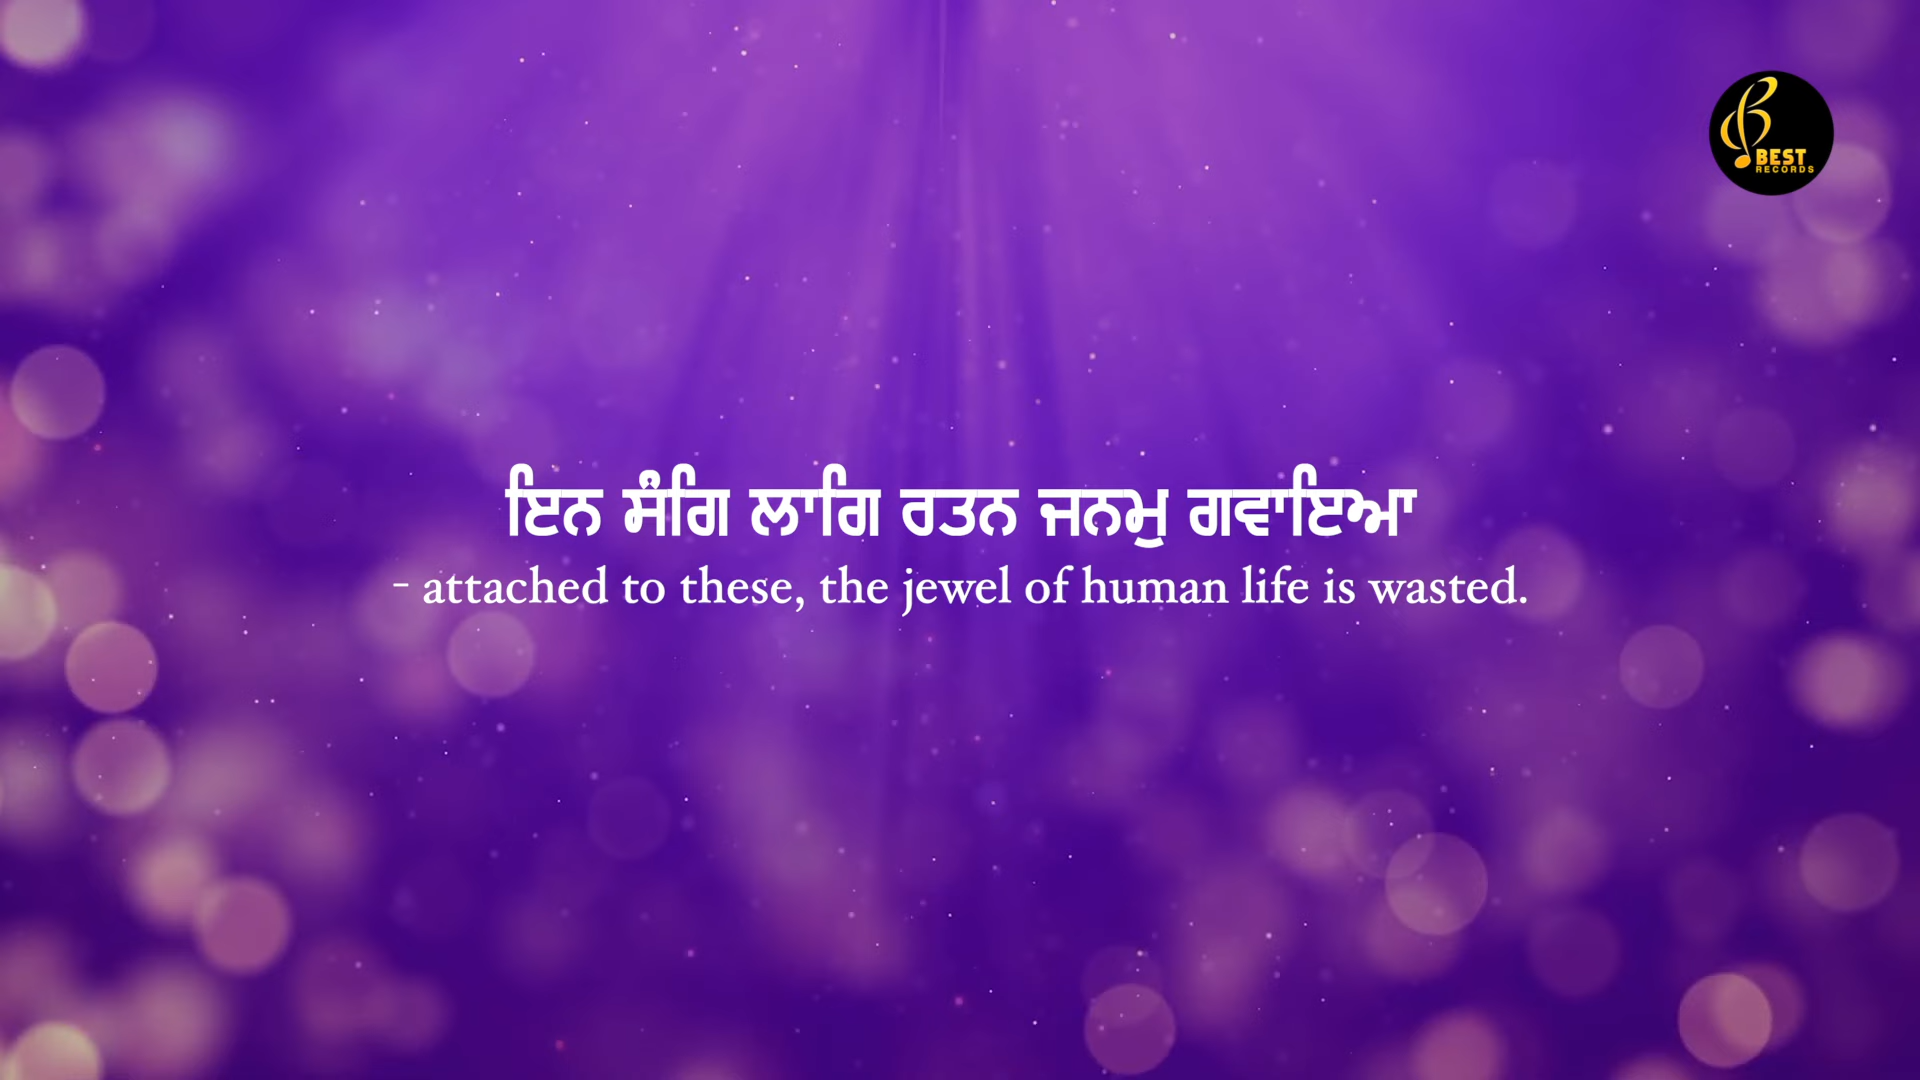 BEST
RECORDS
ਇਨ ਸੰਗਿ ਲਾਗਿ ਰਤਨ ਜਨਮੁ ਗਵਾਇਆ
- attached to these, the jewel of human life is wasted.